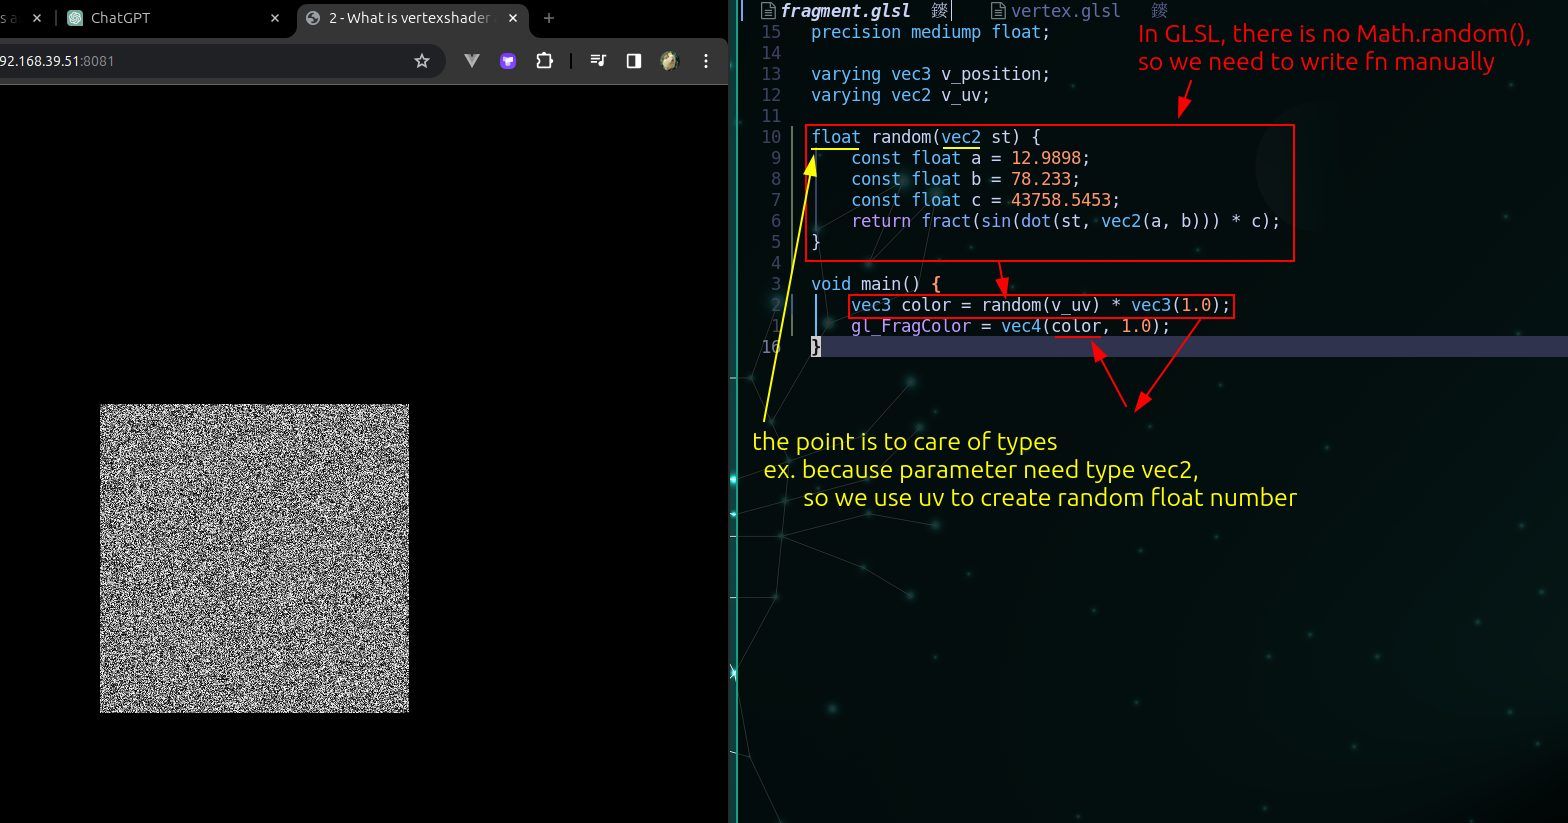 s a
ChatGPT
2 - What is vertexshader
92.168.39.51:8081
fragment.glsl
vertex.glsl
15 precision mediump float;
14
13 varying vec3 v_position;
12 varying vec2 v_uv;
11
10 float random(vec2 st) {
9 const float a = 12.9898;
8 const float b = 78.233;
7 const float c = 43758.5453;
6 return fract(sin(dot(st, vec2(a, b))) * c);
5 }
4
3 void main() {
2 vec3 color = random(v_uv) * vec3(1.0);
1 gl_FragColor = vec4(color, 1.0);
16 }
In GLSL, there is no Math.random(),
so we need to write fn manually
the point is to care of types
ex. because parameter need type vec2,
so we use uv to create random float number